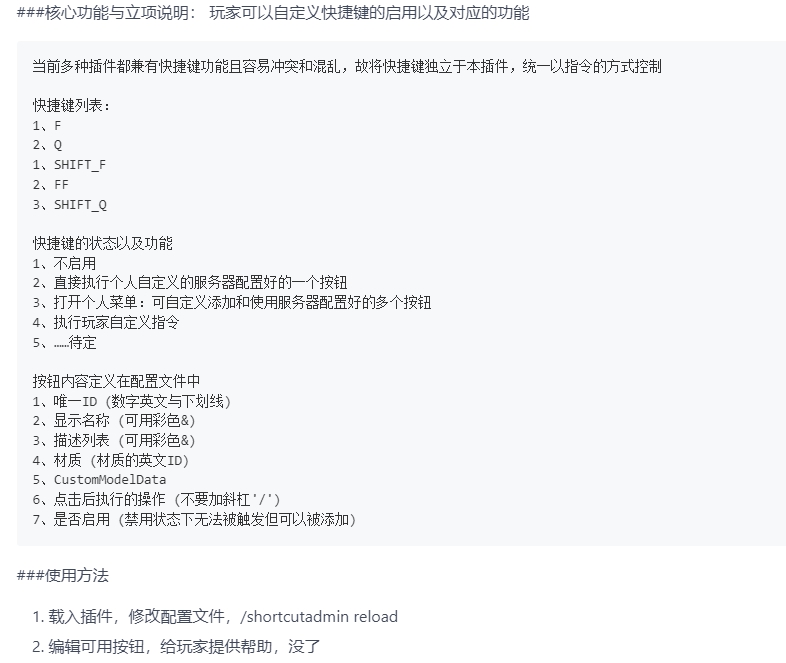 ###核心功能与立项说明： 玩家可以自定义快捷键的启用以及对应的功能
当前多种插件都兼有快捷键功能且容易冲突和混乱，故将快捷键独立于本插件，统一以指令的方式控制
快捷键列表：
1、F
2、Q
1、SHIFT_F
2、FF
3、SHIFT_Q
快捷键的状态以及功能
1、不启用
2、直接执行个人自定义的服务器配置好的一个按钮
3、打开个人菜单：可自定义添加和使用服务器配置好的多个按钮
4、执行玩家自定义指令
5、……待定
按钮内容定义在配置文件中
1、唯一ID（数字英文与下划线）
2、显示名称（可用彩色&）
3、描述列表（可用彩色&）
4、材质（材质的英文ID）
5、CustomModelData
6、点击后执行的操作（不要加斜杠'/'）
7、是否启用（禁用状态下无法被触发但可以被添加）
###使用方法
1. 载入插件，修改配置文件，/shortcutadmin reload
2. 编辑可用按钮，给玩家提供帮助，没了